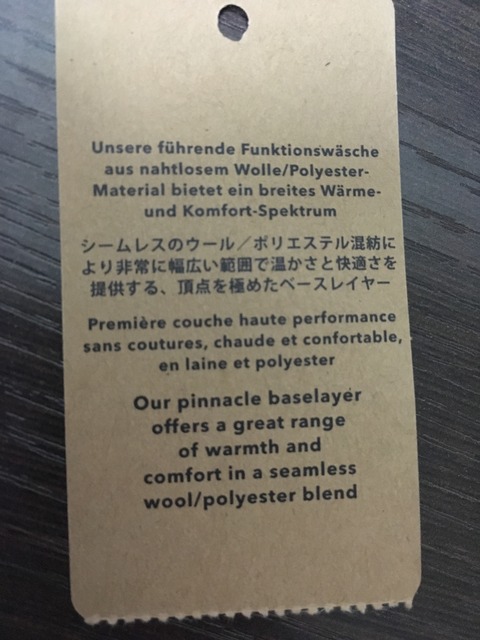 Unsere führende Funktionswäsche
aus nahtlosem Wolle/Polyester-
Material bietet ein breites Wärme-
und Komfort-Spektrum
シームレスのウール／ポリエステル混紡に
より非常に幅広い範囲で温かさと快適さを
提供する、頂点を極めたベースレイヤー
Première couche haute performance
sans coutures, chaude et confortable,
en laine et polyester
Our pinnacle baselayer
offers a great range
of warmth and
comfort in a seamless
wool/polyester blend